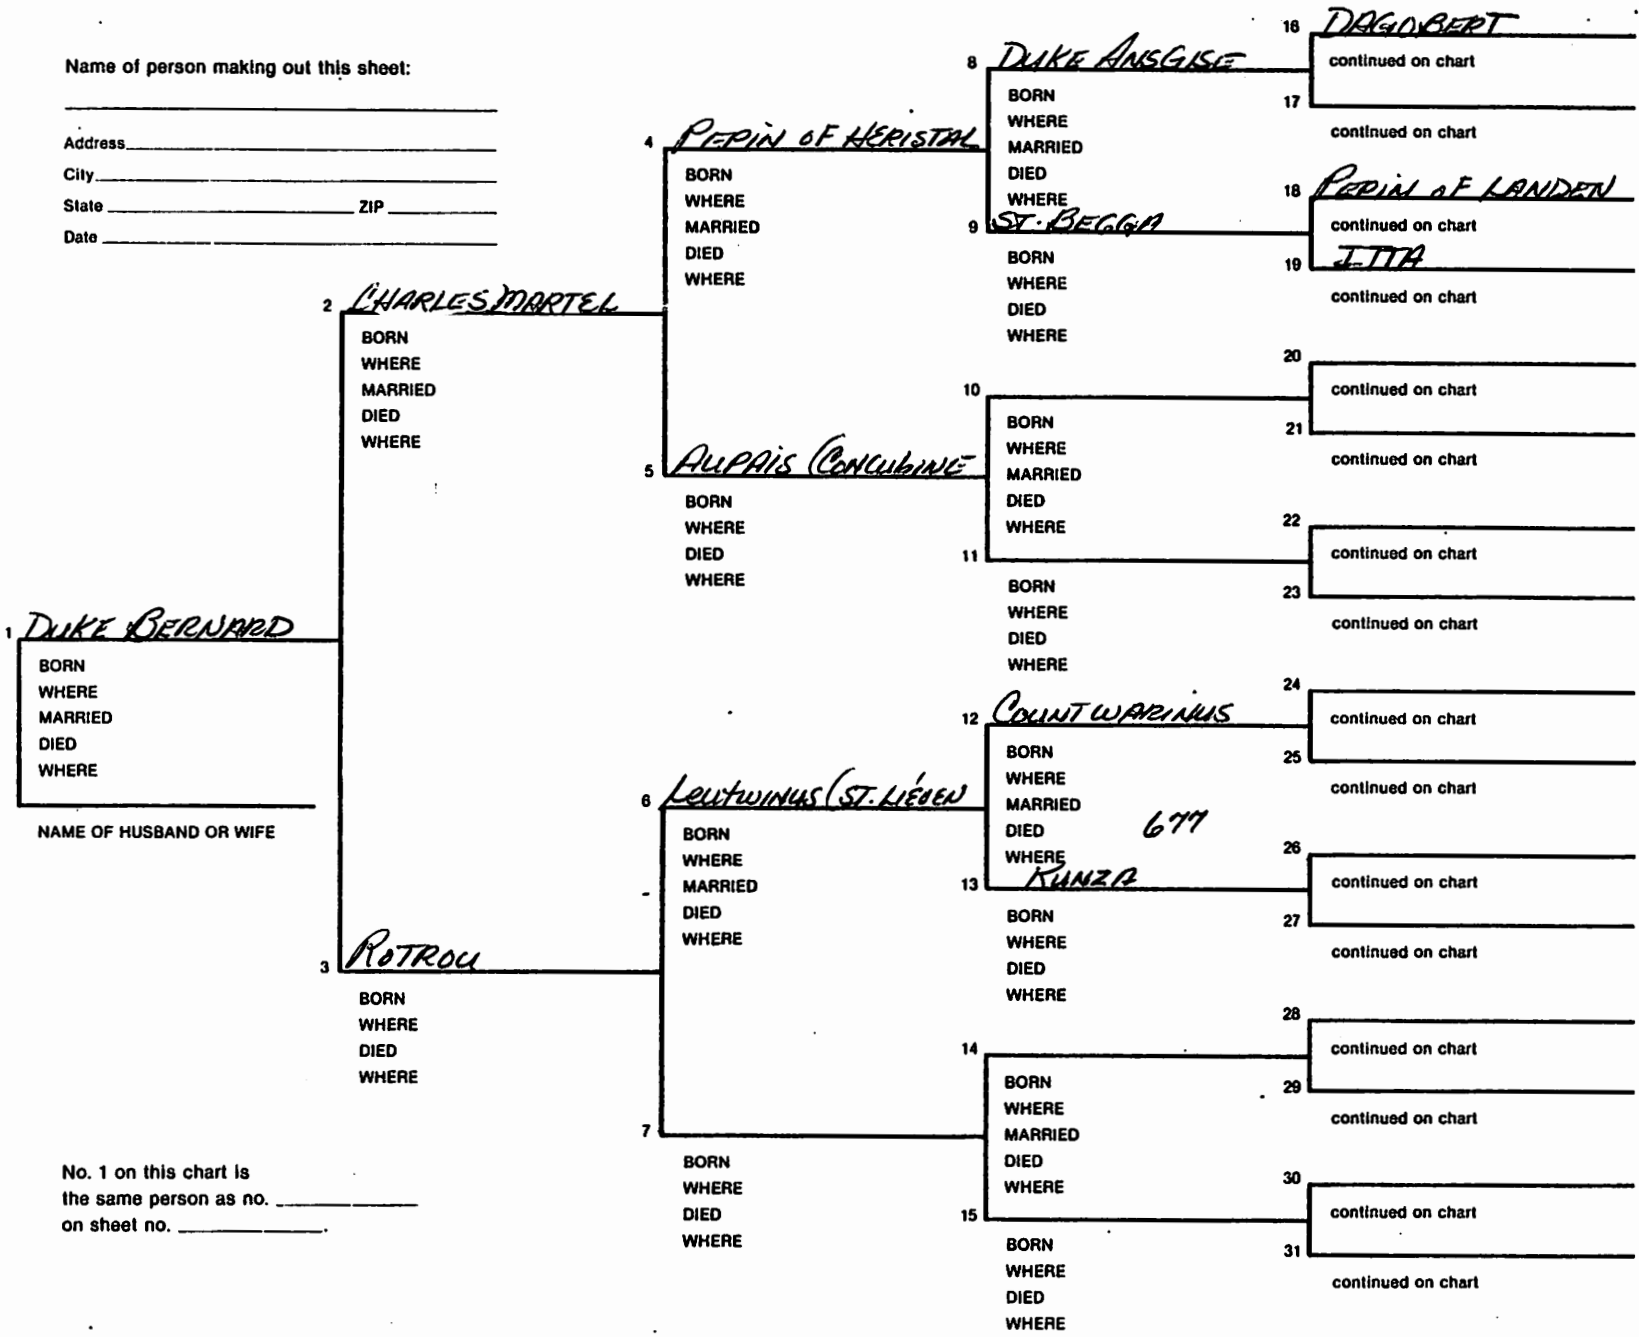 Name of person making out this sheet:
Address
City
State ZIP
Date
1 DUKE BERNARD
BORN
WHERE
MARRIED
DIED
WHERE
NAME OF HUSBAND OR WIFE
No. 1 on this chart is
the same person as no.
on sheet no. .
2 CHARLES MARTEL
BORN
WHERE
MARRIED
DIED
WHERE
3 ROTROU
BORN
WHERE
DIED
WHERE
4 PEPIN OF HERISTAL
BORN
WHERE
MARRIED
DIED
WHERE
5 AUPAIS (CONCUBINE
BORN
WHERE
DIED
WHERE
6 LEUTWINUS (ST. LIÉVEN
BORN
WHERE
MARRIED
DIED
WHERE
7
BORN
WHERE
DIED
WHERE
8 DUKE ANSGISE
BORN
WHERE
MARRIED
DIED
WHERE
9 ST. BEGGA
BORN
WHERE
DIED
WHERE
10
BORN
WHERE
MARRIED
DIED
WHERE
11
BORN
WHERE
DIED
WHERE
12 COUNT WARINUS
BORN
WHERE
MARRIED
DIED 677
WHERE
13 KUNZA
BORN
WHERE
DIED
WHERE
14
BORN
WHERE
MARRIED
DIED
WHERE
15
BORN
WHERE
DIED
WHERE
16 DAGOBERT
continued on chart
17
continued on chart
18 PEPIN OF LANDEN
continued on chart
19 ITTA
continued on chart
20
continued on chart
21
continued on chart
22
continued on chart
23
continued on chart
24
continued on chart
25
continued on chart
26
continued on chart
27
continued on chart
28
continued on chart
29
continued on chart
30
continued on chart
31
continued on chart